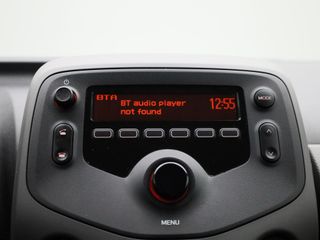 BTA
BT audio player
not found
12:55
MODE
MENU